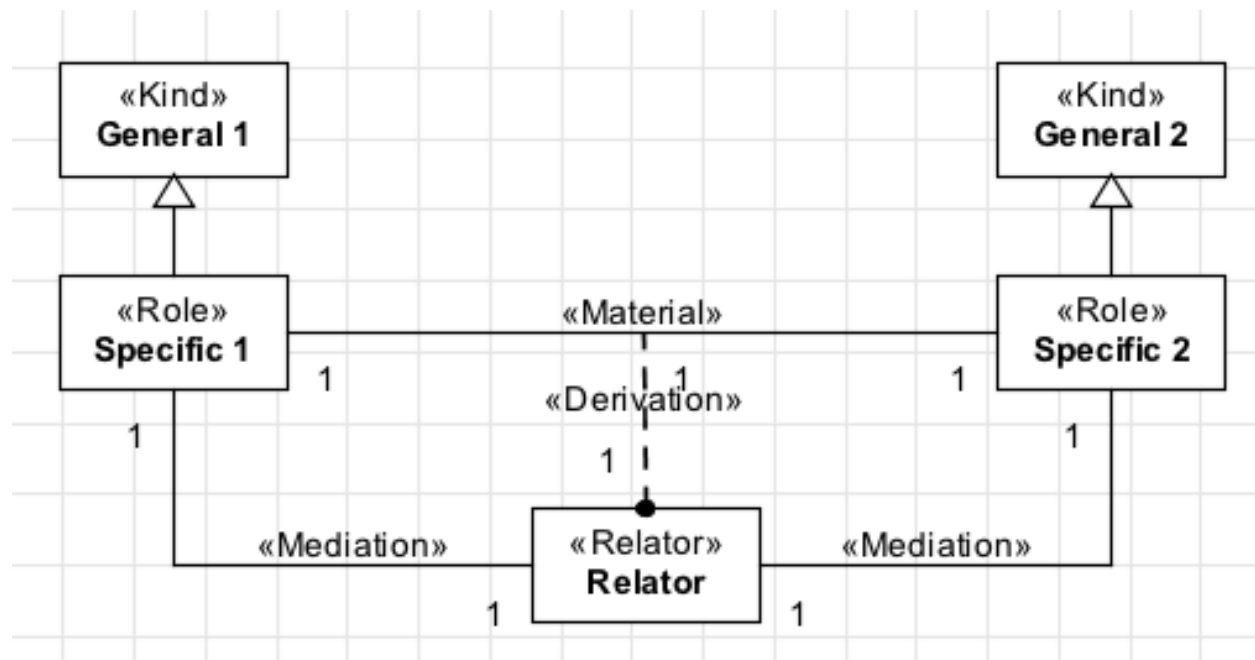 «Kind»
General 1
«Kind»
General 2
«Role»
Specific 1
«Material»
«Role»
Specific 2
1
1
1
«Derivation»
1
1
1
«Mediation»
«Relator»
Relator
«Mediation»
1
1